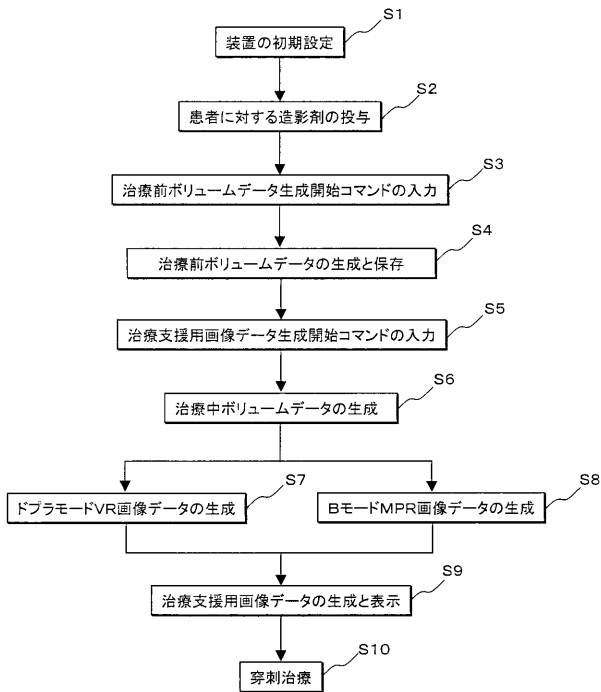 S1
装置の初期設定
S2
患者に対する造影剤の投与
S3
治療前ボリュームデータ生成開始コマンドの入力
S4
治療前ボリュームデータの生成と保存
S5
治療支援用画像データ生成開始コマンドの入力
S6
治療中ボリュームデータの生成
S7
ドプラモードVR画像データの生成
S8
BモードMPR画像データの生成
S9
治療支援用画像データの生成と表示
S10
穿刺治療